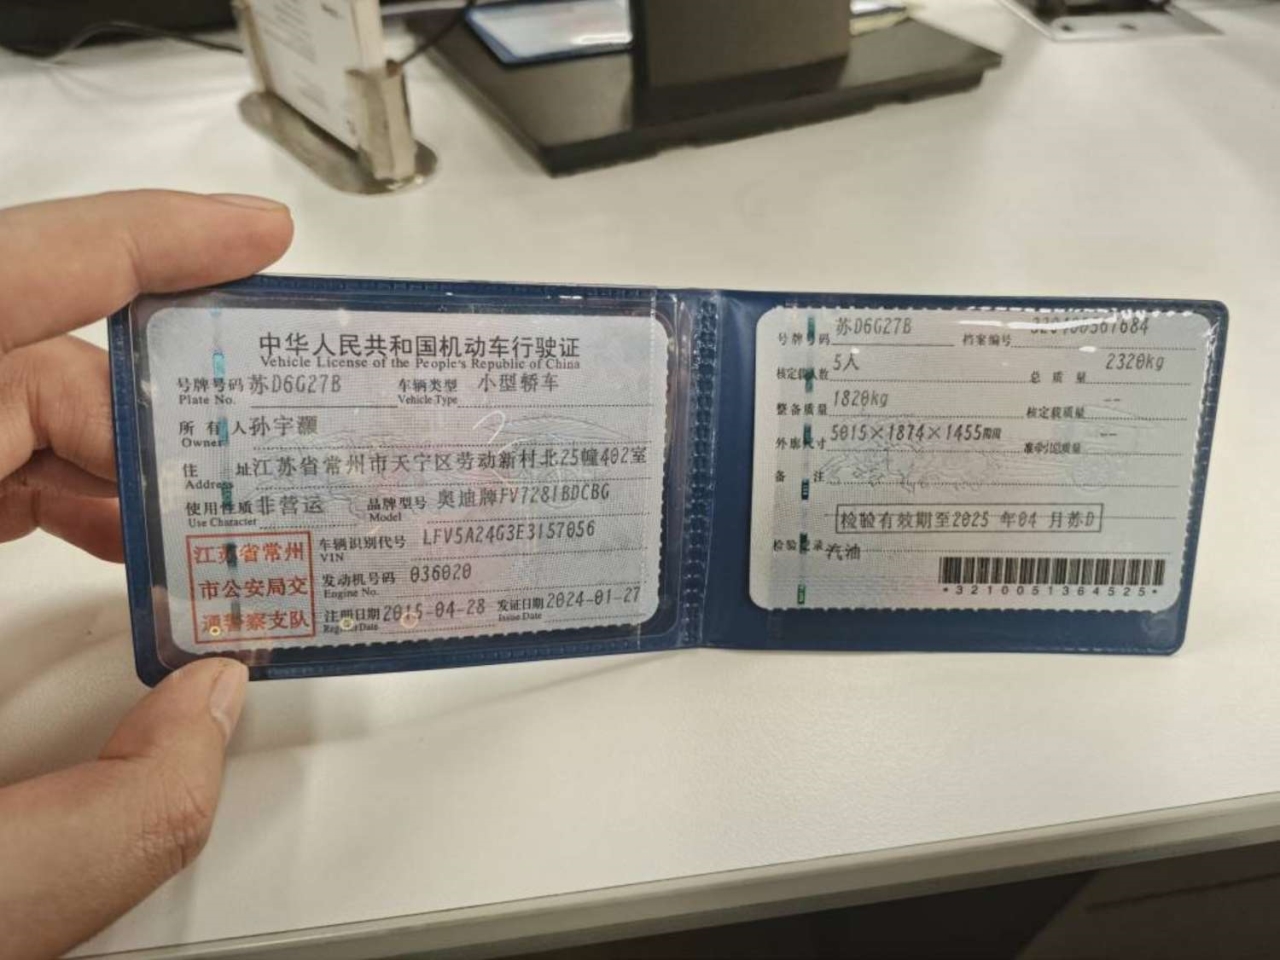 中华人民共和国机动车行驶证
Vehicle License of the People's Republic of China
号牌号码 苏D6G27B 车辆类型 小型轿车
Plate No. Vehicle Type
所有人 孙宇灏
Owner
住址 江苏省常州市天宁区劳动新村北25幢402室
Address
使用性质 非营运 品牌型号 奥迪牌FV7281BDCBG
Use Character Model
江苏省常州
市公安局交
通警察支队
车辆识别代号 LFV5A24G3E3157056
VIN
发动机号码 036020
Engine No.
注册日期 2015-04-28 发证日期 2024-01-27
Register Date Issue Date
号牌号码 苏D6G27B 档案编号
核定载人数 5人 总质量 2320kg
整备质量 1820kg 核定载质量 --
外廓尺寸 5015×1874×1455mm 准牵引总质量 --
备注
检验有效期至2025年04月苏D
检验记录 汽油
*3210051364525*